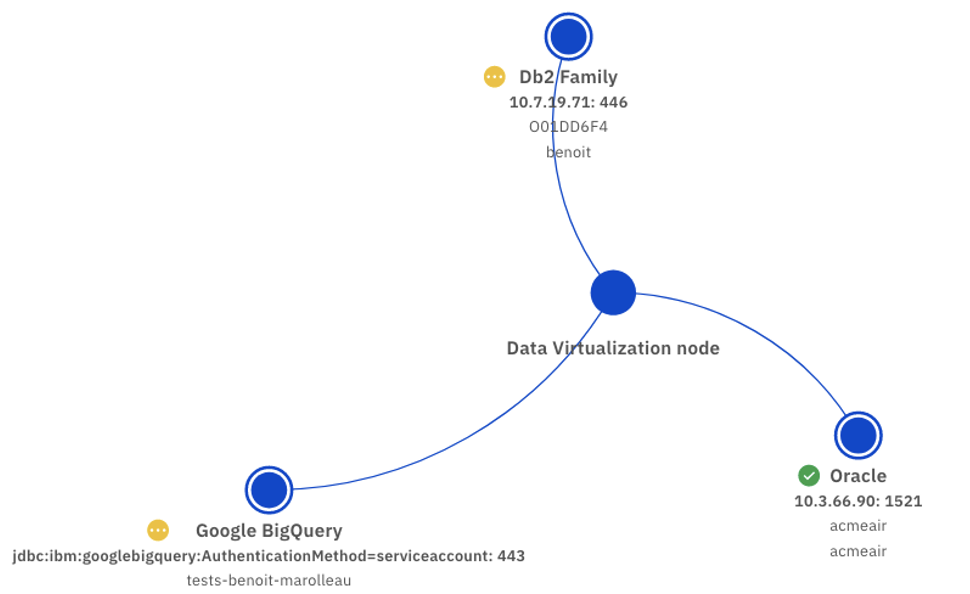 Db2 Family
10.7.19.71: 446
O01DD6F4
benoit
Data Virtualization node
Oracle
10.3.66.90: 1521
acmeair
acmeair
Google BigQuery
jdbc:ibm:googlebigquery:AuthenticationMethod=serviceaccount: 443
tests-benoit-marolleau